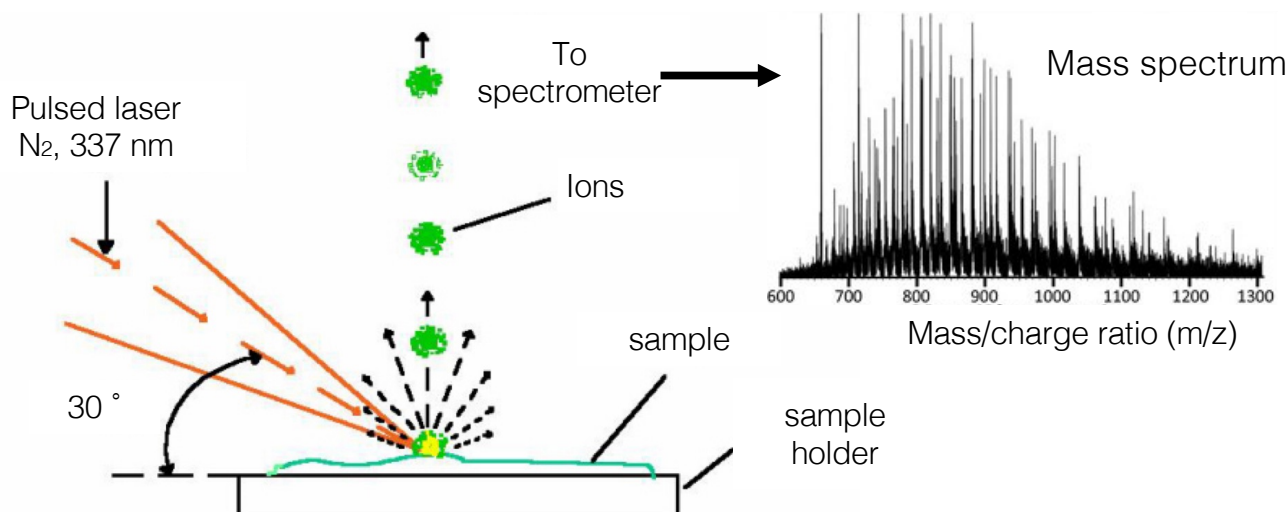 To
spectrometer
Mass spectrum
Pulsed laser
N2, 337 nm
Ions
600 700 800 900 1000 1100 1200 1300
Mass/charge ratio (m/z)
sample
30 °
sample
holder